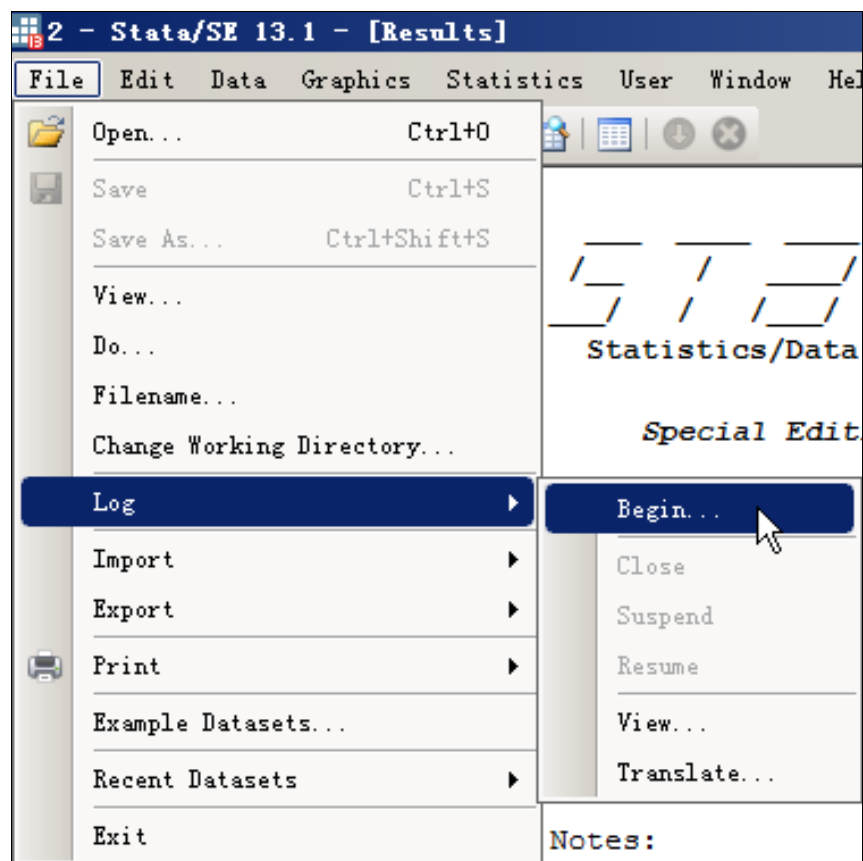 2 - Stata/SE 13.1 - [Results]
File Edit Data Graphics Statistics User Window
Open... Ctrl+O
Save Ctrl+S
Save As... Ctrl+Shift+S
View...
Do...
Filename...
Change Working Directory...
Log
Import
Export
Print
Example Datasets...
Recent Datasets
Exit
Begin...
Close
Suspend
Resume
View...
Translate...
Statistics/Data
Special Edit
Notes: